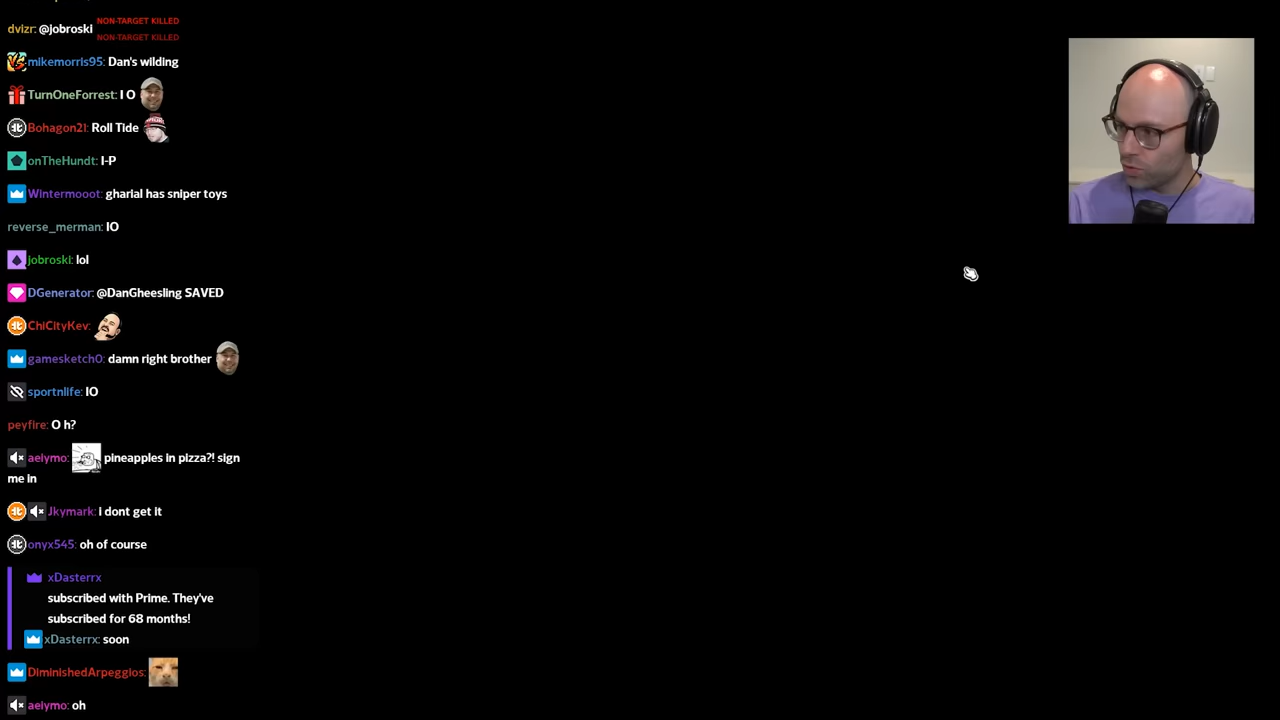 dvizr: @jobroski NON-TARGET KILLED
NON-TARGET KILLED
mikemorris95: Dan's wilding
TurnOneForrest: I O
Bohagon21: Roll Tide
onTheHundt: I-P
Wintermooot: gharial has sniper toys
reverse_merman: IO
jobroski: lol
DGenerator: @DanGheesling SAVED
ChiCityKev:
gamesketch0: damn right brother
sportnlife: IO
peyfire: O h?
aelymo: pineapples in pizza?! sign
me in
Jkymark: i dont get it
onyx545: oh of course
xDasterrx
subscribed with Prime. They've
subscribed for 68 months!
xDasterrx: soon
DiminishedArpeggios:
aelymo: oh